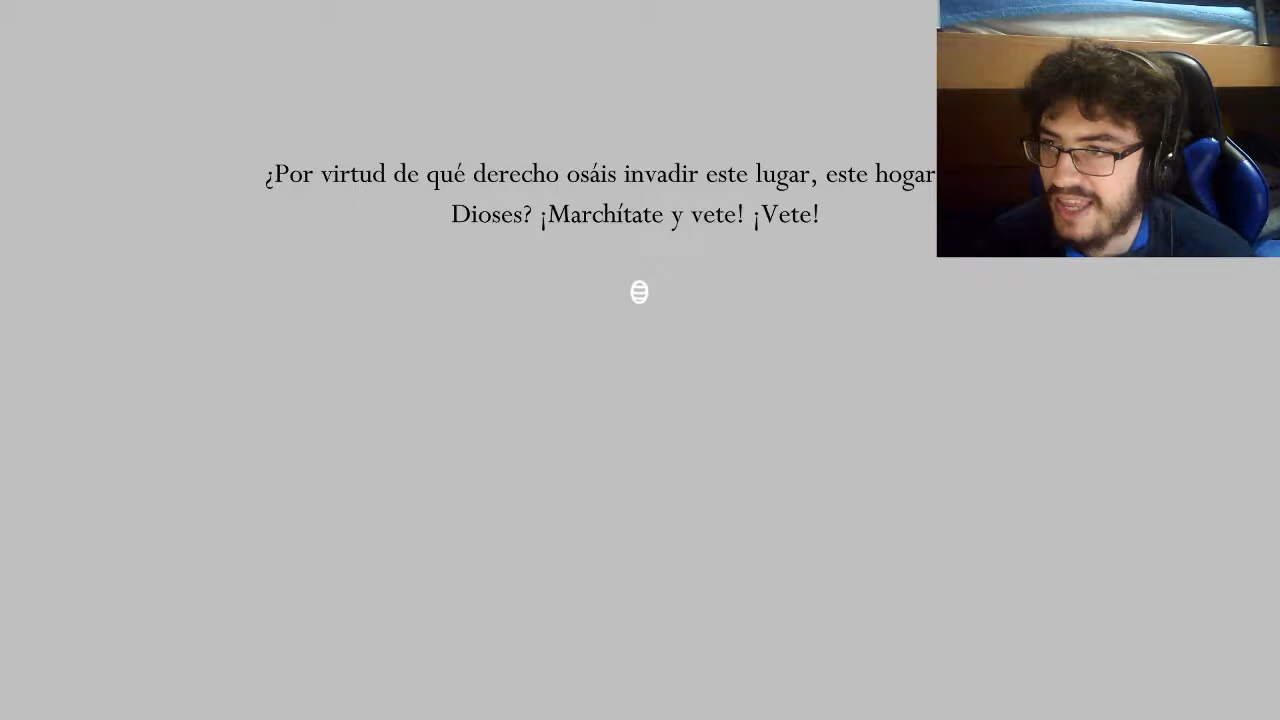 ¿Por virtud de qué derecho osáis invadir este lugar, este hogar
Dioses? ¡Marchítate y vete! ¡Vete!